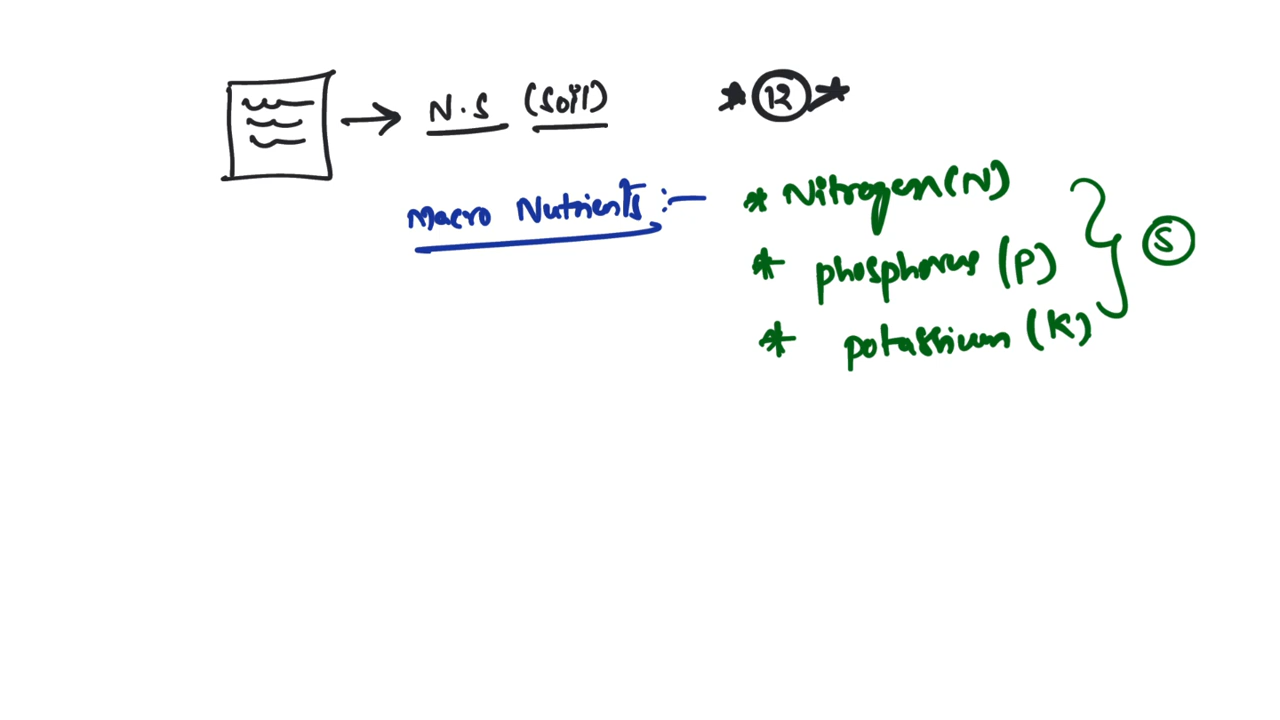 N.S (Soil) * 12 *
Macro Nutrients :- * Nitrogen (N)
* phosphorus (P)
* potassium (K)
S